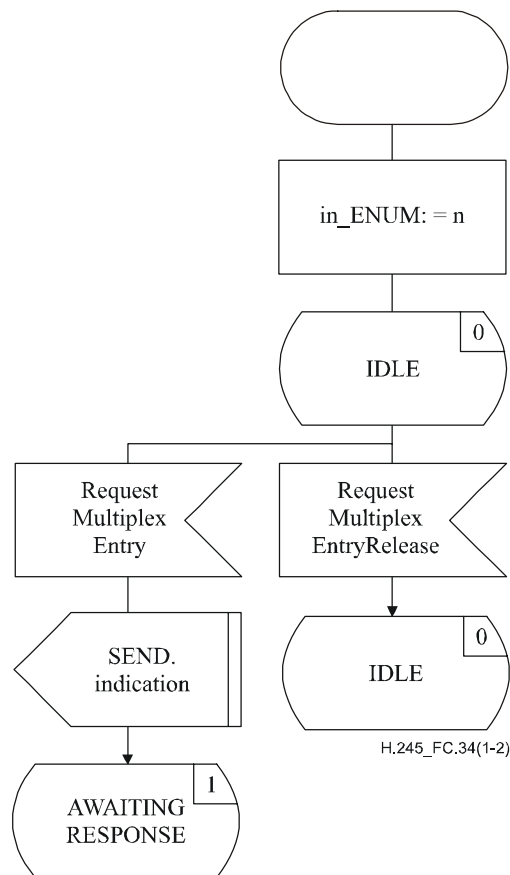 in_ENUM: = n
0
IDLE
Request
Multiplex
Entry
Request
Multiplex
EntryRelease
SEND.
indication
0
IDLE
H.245_FC.34(1-2)
1
AWAITING
RESPONSE